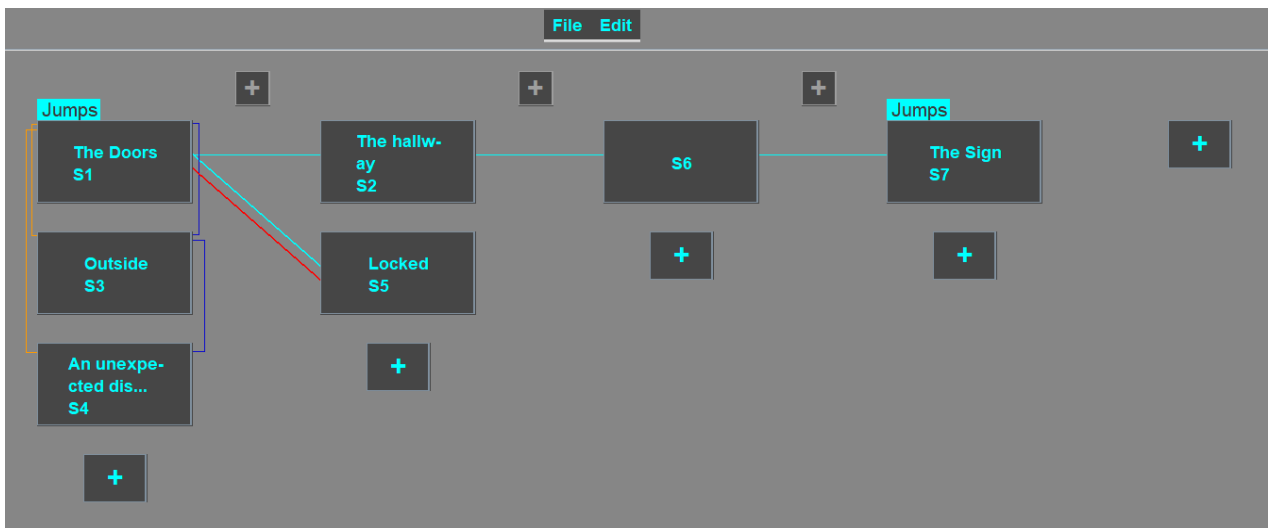 File Edit
+ + +
Jumps Jumps
The Doors
S1
The hallw-
ay
S2
S6
The Sign
S7
+
Outside
S3
Locked
S5
+
+
An unexpe-
cted dis...
S4
+
+